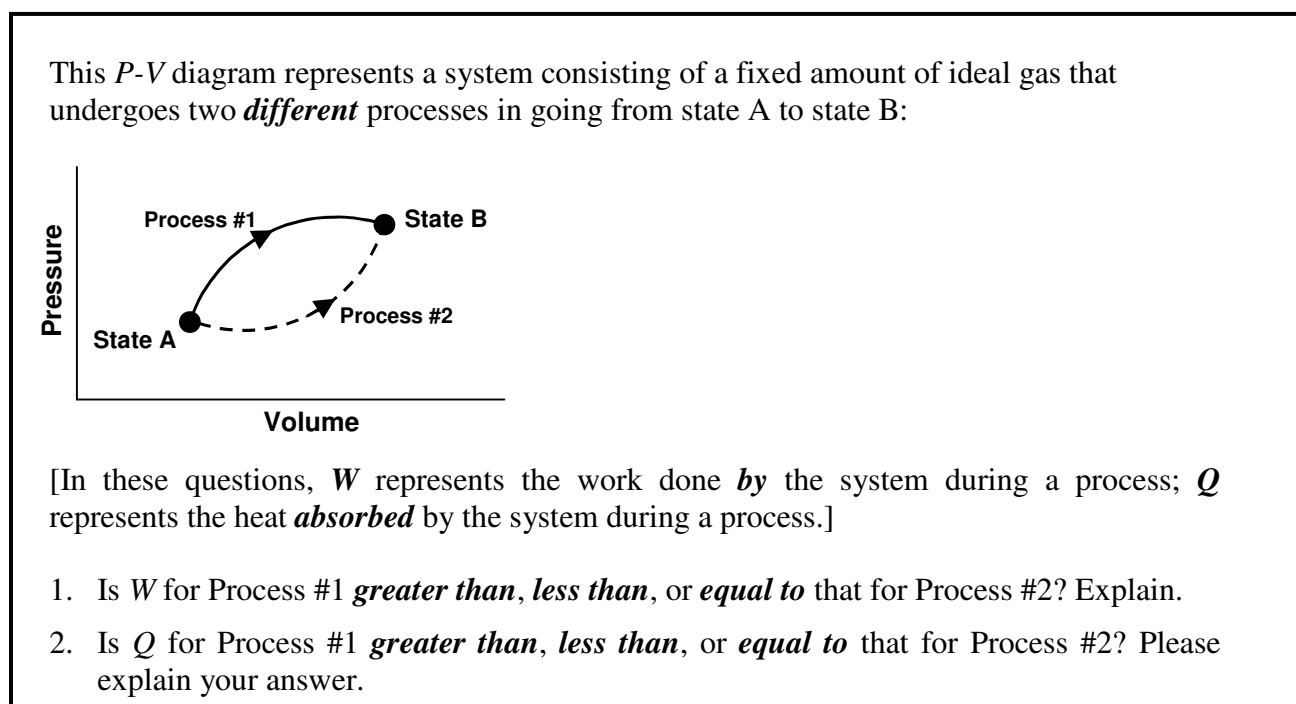 This P-V diagram represents a system consisting of a fixed amount of ideal gas that
undergoes two different processes in going from state A to state B:
Process #1
State B
Pressure
Process #2
State A
Volume
[In these questions, W represents the work done by the system during a process; Q
represents the heat absorbed by the system during a process.]
1. Is W for Process #1 greater than, less than, or equal to that for Process #2? Explain.
2. Is Q for Process #1 greater than, less than, or equal to that for Process #2? Please
explain your answer.